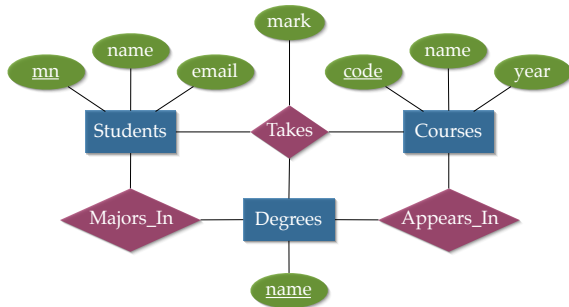 mark
name
name
mn
email
code
year
Students
Takes
Courses
Majors_In
Degrees
Appears_In
name